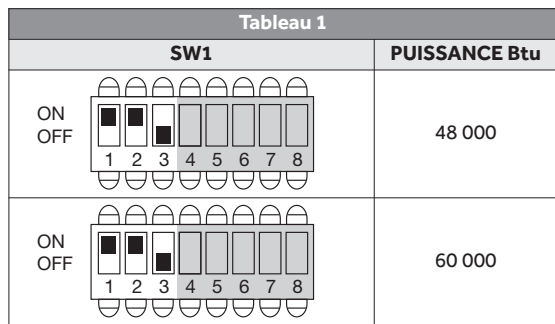 Tableau 1
SW1 PUISSANCE Btu
ON
OFF
1 2 3 4 5 6 7 8
48 000
ON
OFF
1 2 3 4 5 6 7 8
60 000